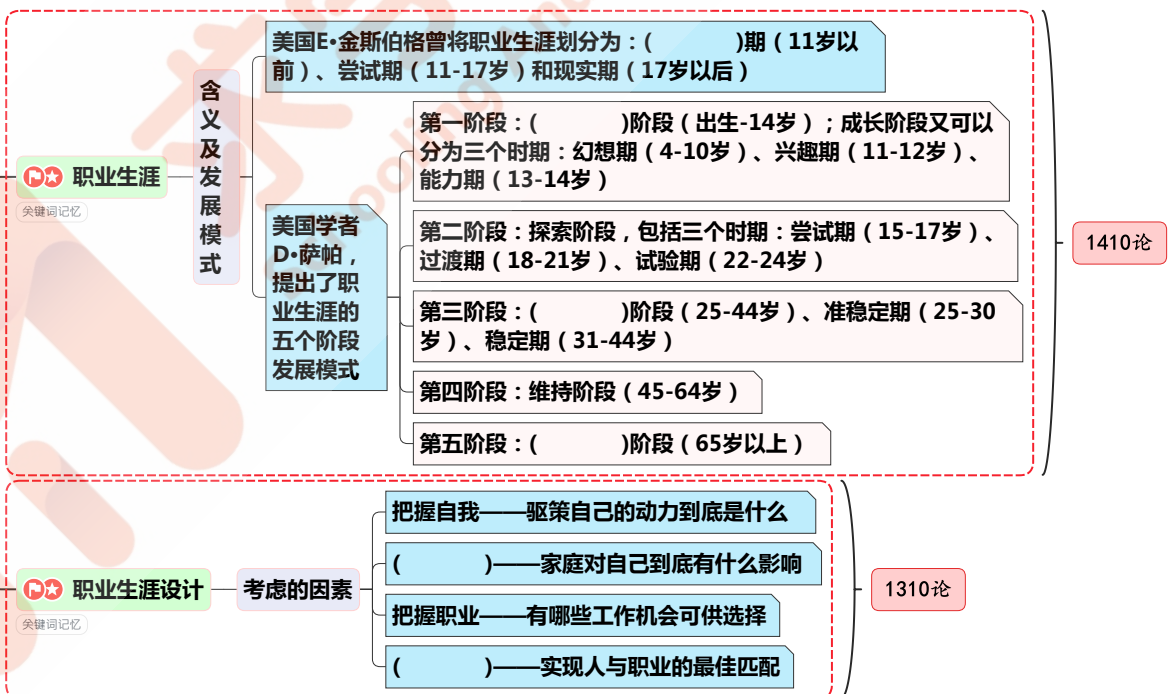 美国E·金斯伯格曾将职业生涯划分为：(　　　)期（11岁以
前）、尝试期（11-17岁）和现实期（17岁以后）
含
义
及
发
展
模
式
第一阶段：(　　　)阶段（出生-14岁）；成长阶段又可以
分为三个时期：幻想期（4-10岁）、兴趣期（11-12岁）、
能力期（13-14岁）
职业生涯
关键词记忆
美国学者
D·萨帕，
提出了职
业生涯的
五个阶段
发展模式
第二阶段：探索阶段，包括三个时期：尝试期（15-17岁）、
过渡期（18-21岁）、试验期（22-24岁）
1410论
第三阶段：(　　　)阶段（25-44岁）、准稳定期（25-30
岁）、稳定期（31-44岁）
第四阶段：维持阶段（45-64岁）
第五阶段：(　　　)阶段（65岁以上）
把握自我——驱策自己的动力到底是什么
(　　　)——家庭对自己到底有什么影响
职业生涯设计
考虑的因素
关键词记忆
1310论
把握职业——有哪些工作机会可供选择
(　　　)——实现人与职业的最佳匹配